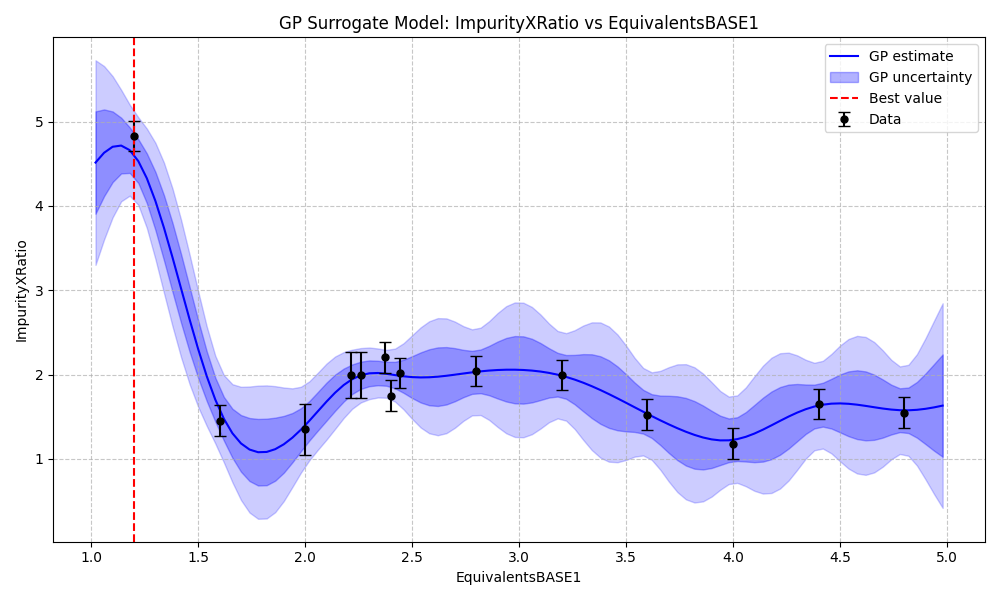 GP Surrogate Model: ImpurityXRatio vs EquivalentsBASE1
GP estimate
GP uncertainty
Best value
Data
ImpurityXRatio
5
4
3
2
1
1.0 1.5 2.0 2.5 3.0 3.5 4.0 4.5 5.0
EquivalentsBASE1